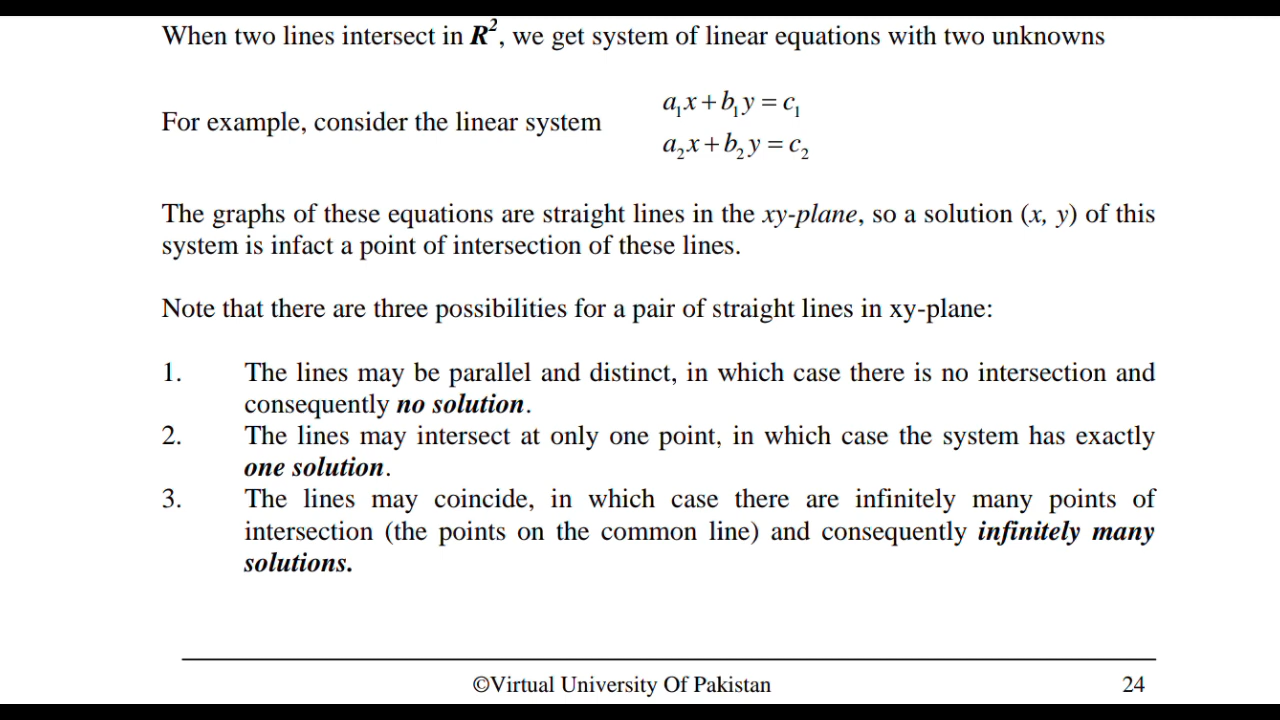 When two lines intersect in R², we get system of linear equations with two unknowns
a₁x + b₁y = c₁
For example, consider the linear system
a₂x + b₂y = c₂
The graphs of these equations are straight lines in the xy-plane, so a solution (x, y) of this
system is infact a point of intersection of these lines.
Note that there are three possibilities for a pair of straight lines in xy-plane:
1. The lines may be parallel and distinct, in which case there is no intersection and
consequently no solution.
2. The lines may intersect at only one point, in which case the system has exactly
one solution.
3. The lines may coincide, in which case there are infinitely many points of
intersection (the points on the common line) and consequently infinitely many
solutions.
©Virtual University Of Pakistan 24